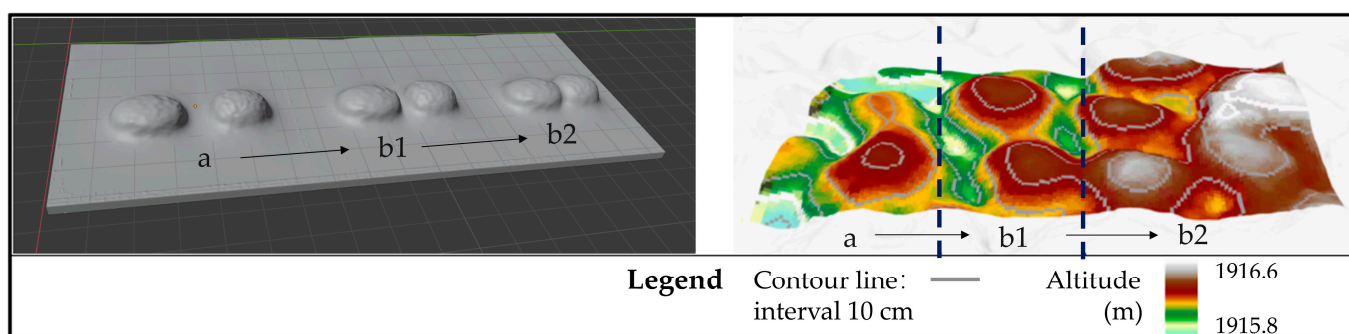 a b1 b2
a b1 b2
Legend Contour line: Altitude 1916.6
interval 10 cm (m) 1915.8